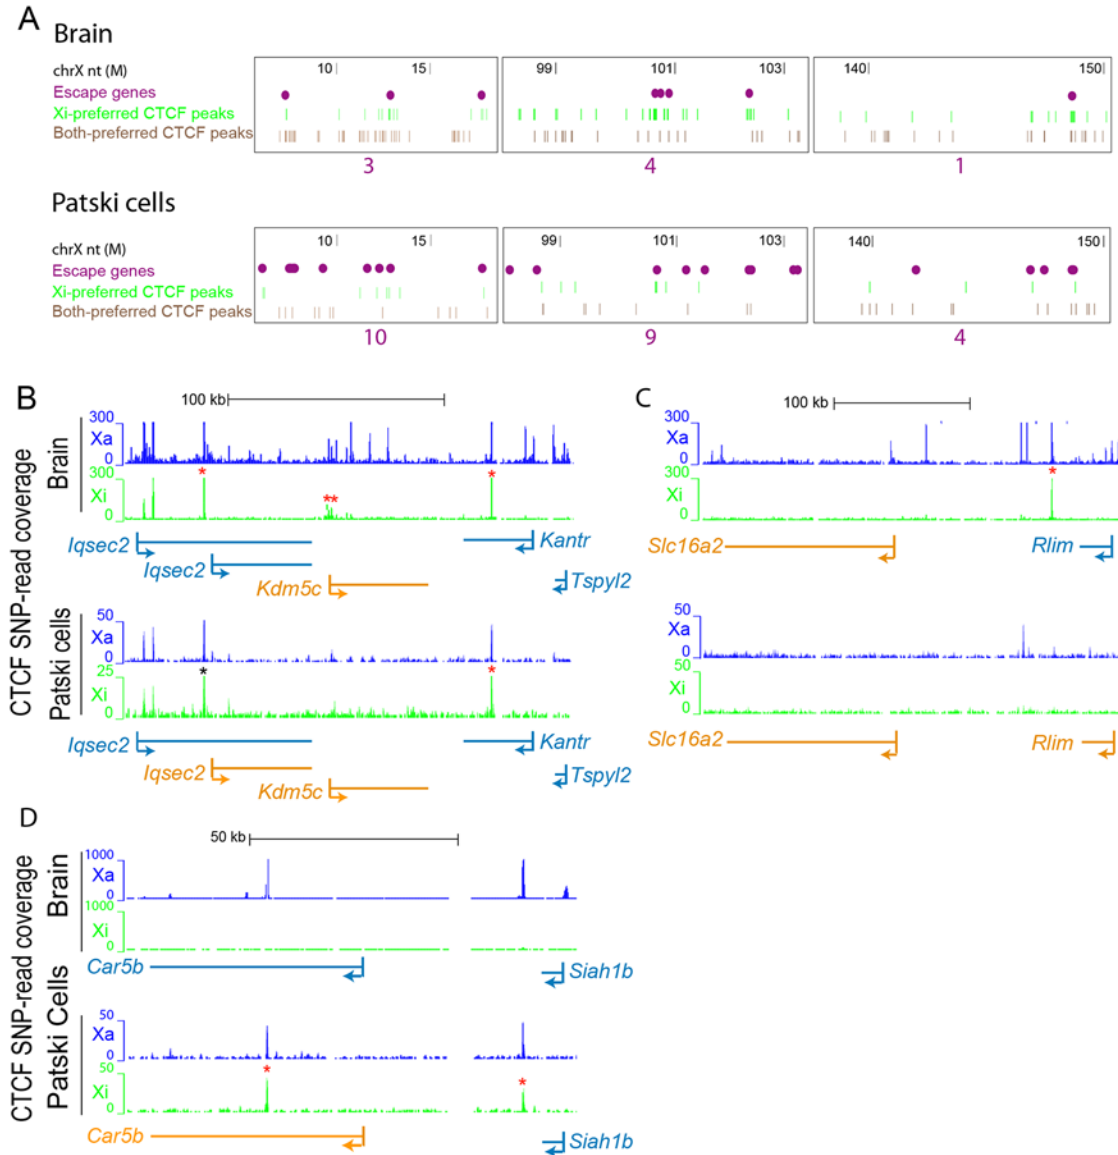 A
Brain
chrX nt (M)
10 15 99 101 103 140 150
Escape genes
Xi-preferred CTCF peaks
Both-preferred CTCF peaks
3 4 1
Patski cells
chrX nt (M)
10 15 99 101 103 140 150
Escape genes
Xi-preferred CTCF peaks
Both-preferred CTCF peaks
10 9 4
B
100 kb
CTCF SNP-read coverage
Brain
300
Xa
0
*
300
Xi
0
** *
Iqsec2
Iqsec2
Kdm5c
Kantr
Tspyl2
Patski cells
50
Xa
0
* *
25
Xi
0
Iqsec2
Iqsec2
Kdm5c
Kantr
Tspyl2
C
100 kb
300
Xa
0
*
300
Xi
0
Slc16a2
Rlim
50
Xa
0
50
Xi
0
Slc16a2
Rlim
D
50 kb
CTCF SNP-read coverage
Brain
1000
Xa
0
1000
Xi
0
Car5b
Siah1b
Patski Cells
50
Xa
0
* *
50
Xi
0
Car5b
Siah1b